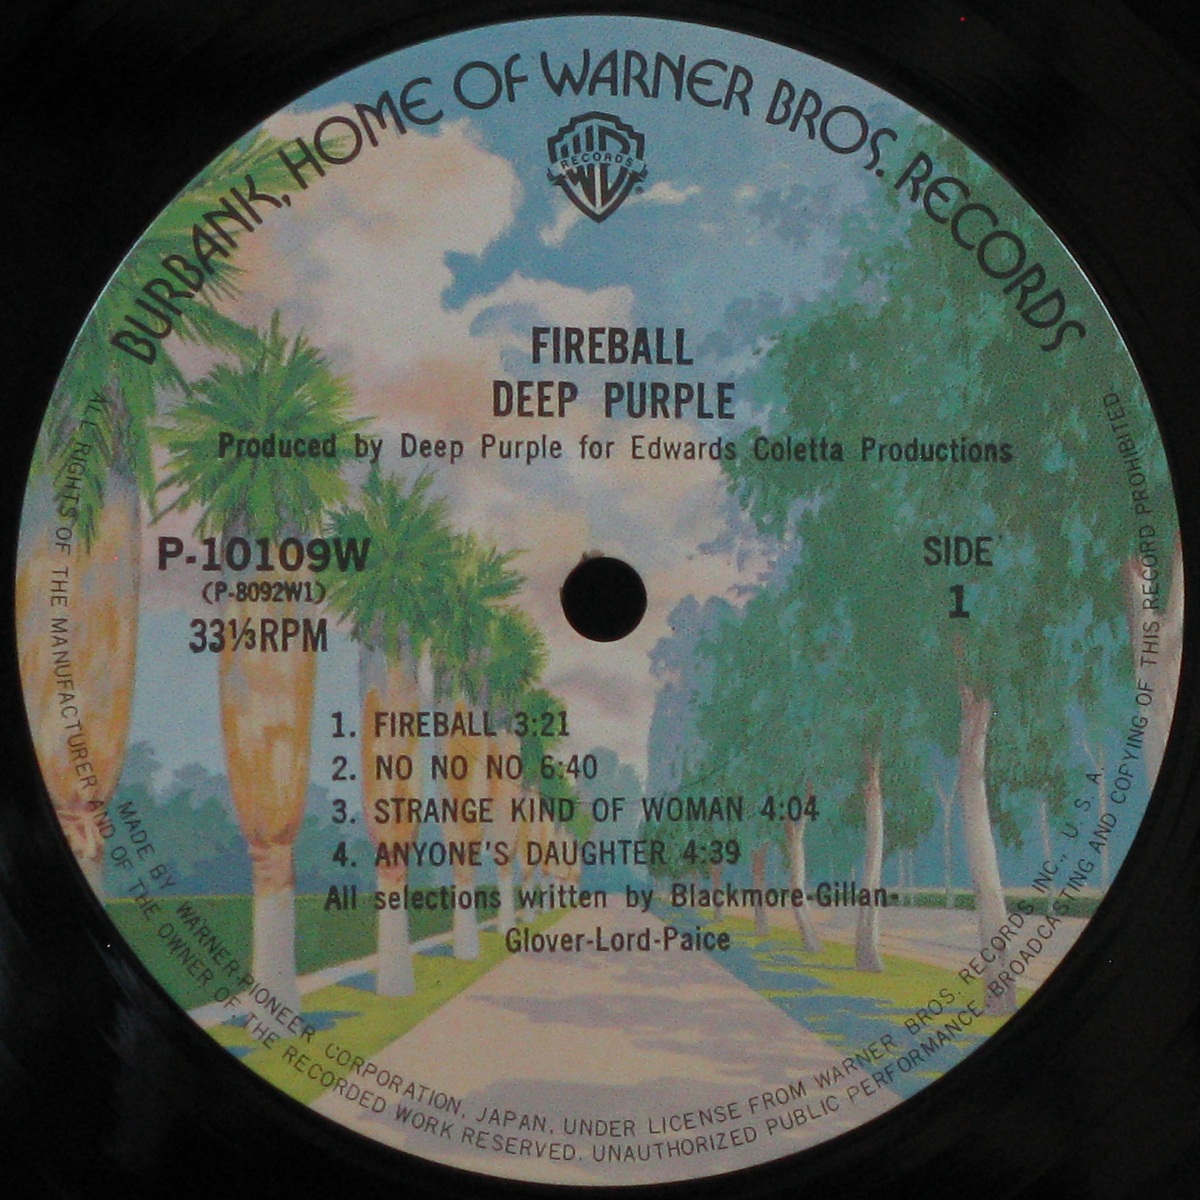 BURBANK, HOME OF WARNER BROS. RECORDS
RECORDS
FIREBALL
DEEP PURPLE
Produced by Deep Purple for Edwards Coletta Productions
P-10109W
(P-8092W1)
33⅓RPM
SIDE
1
1. FIREBALL 3:21
2. NO NO NO 6:40
3. STRANGE KIND OF WOMAN 4:04
4. ANYONE'S DAUGHTER 4:39
All selections written by Blackmore-Gillan-
Glover-Lord-Paice
MADE BY WARNER-PIONEER CORPORATION, JAPAN, UNDER LICENSE FROM WARNER BROS. RECORDS, INC., U. S. A.
ALL RIGHTS OF THE MANUFACTURER AND OF THE OWNER OF THE RECORDED WORK RESERVED. UNAUTHORIZED PUBLIC PERFORMANCE. BROADCASTING AND COPYING OF THIS RECORD PROHIBITED